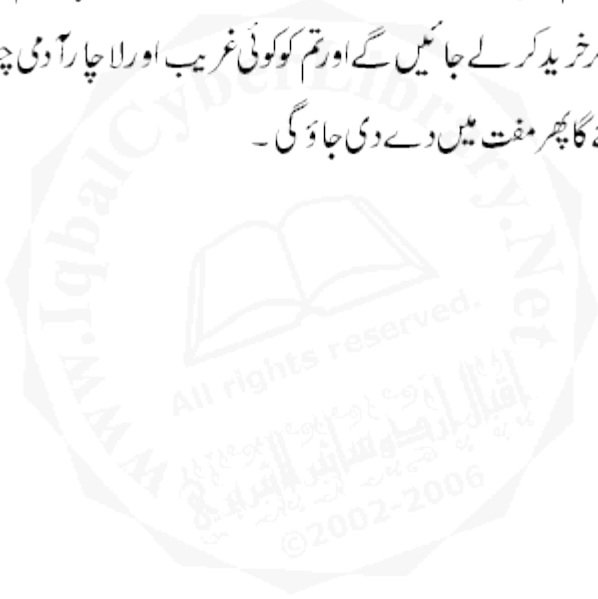 خرید کر لے جائیں گے اور تم کو کوئی غریب اور لاچار آدمی
گا پھر مفت میں دے دی جاؤ گی ۔
www.IqbalCyberLibrary.Net
All rights reserved.
©2002-2006